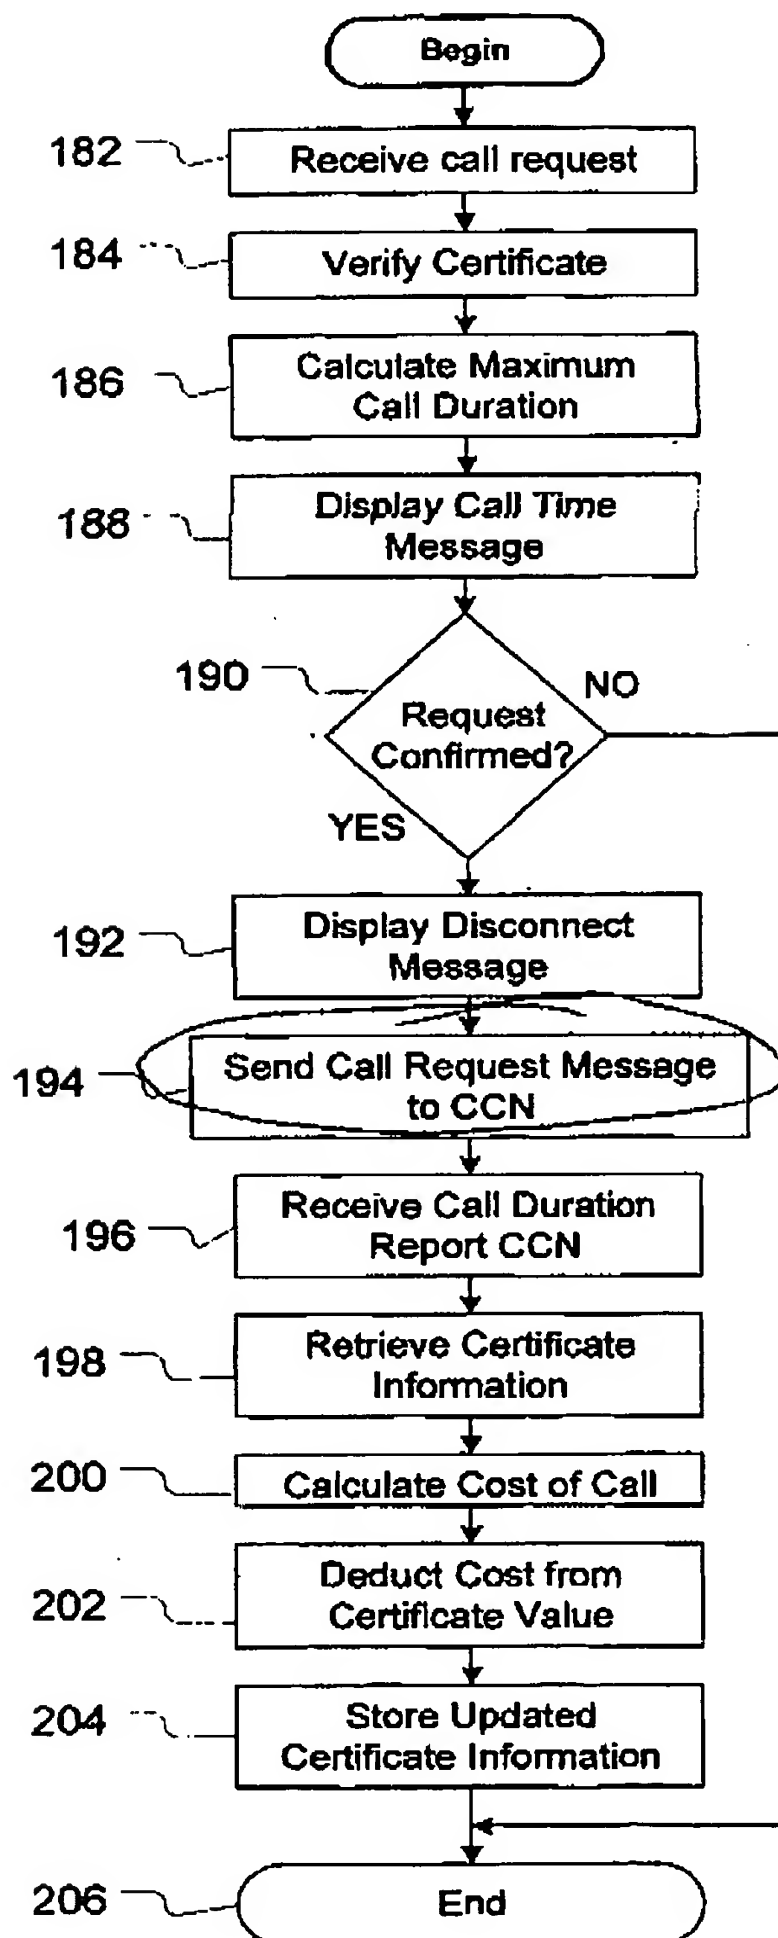 Begin
182
Receive call request
184
Verify Certificate
186
Calculate Maximum
Call Duration
188
Display Call Time
Message
190
NO
Request
Confirmed?
YES
192
Display Disconnect
Message
194
Send Call Request Message
to CCN
196
Receive Call Duration
Report CCN
198
Retrieve Certificate
Information
200
Calculate Cost of Call
202
Deduct Cost from
Certificate Value
204
Store Updated
Certificate Information
206
End